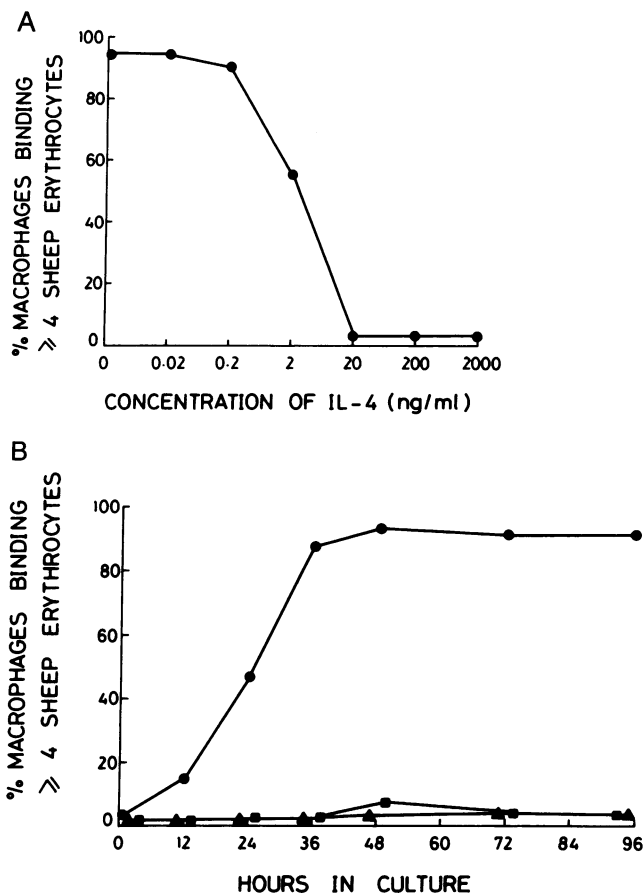 A
% MACROPHAGES BINDING
≥ 4 SHEEP ERYTHROCYTES
100
80
60
40
20
0
0 0·02 0·2 2 20 200 2000
CONCENTRATION OF IL-4 (ng/ml)
B
% MACROPHAGES BINDING
≥ 4 SHEEP ERYTHROCYTES
100
80
60
40
20
0
0 12 24 36 48 60 72 84 96
HOURS IN CULTURE